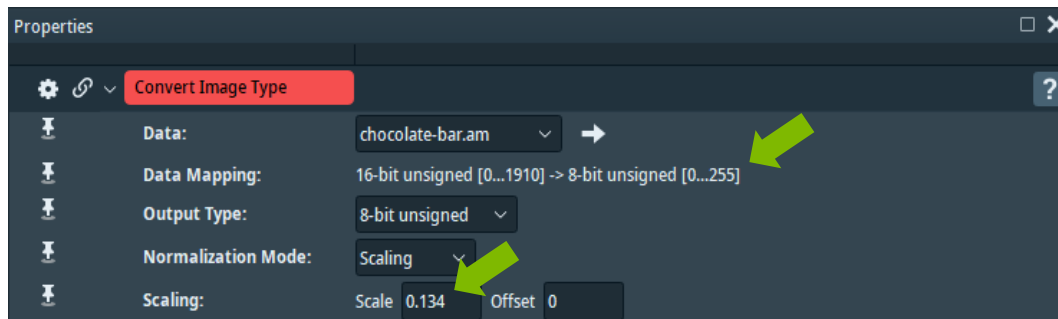 Properties
Convert Image Type
?
Data: chocolate-bar.am
Data Mapping: 16-bit unsigned [0...1910] -> 8-bit unsigned [0...255]
Output Type: 8-bit unsigned
Normalization Mode: Scaling
Scaling: Scale 0.134 Offset 0